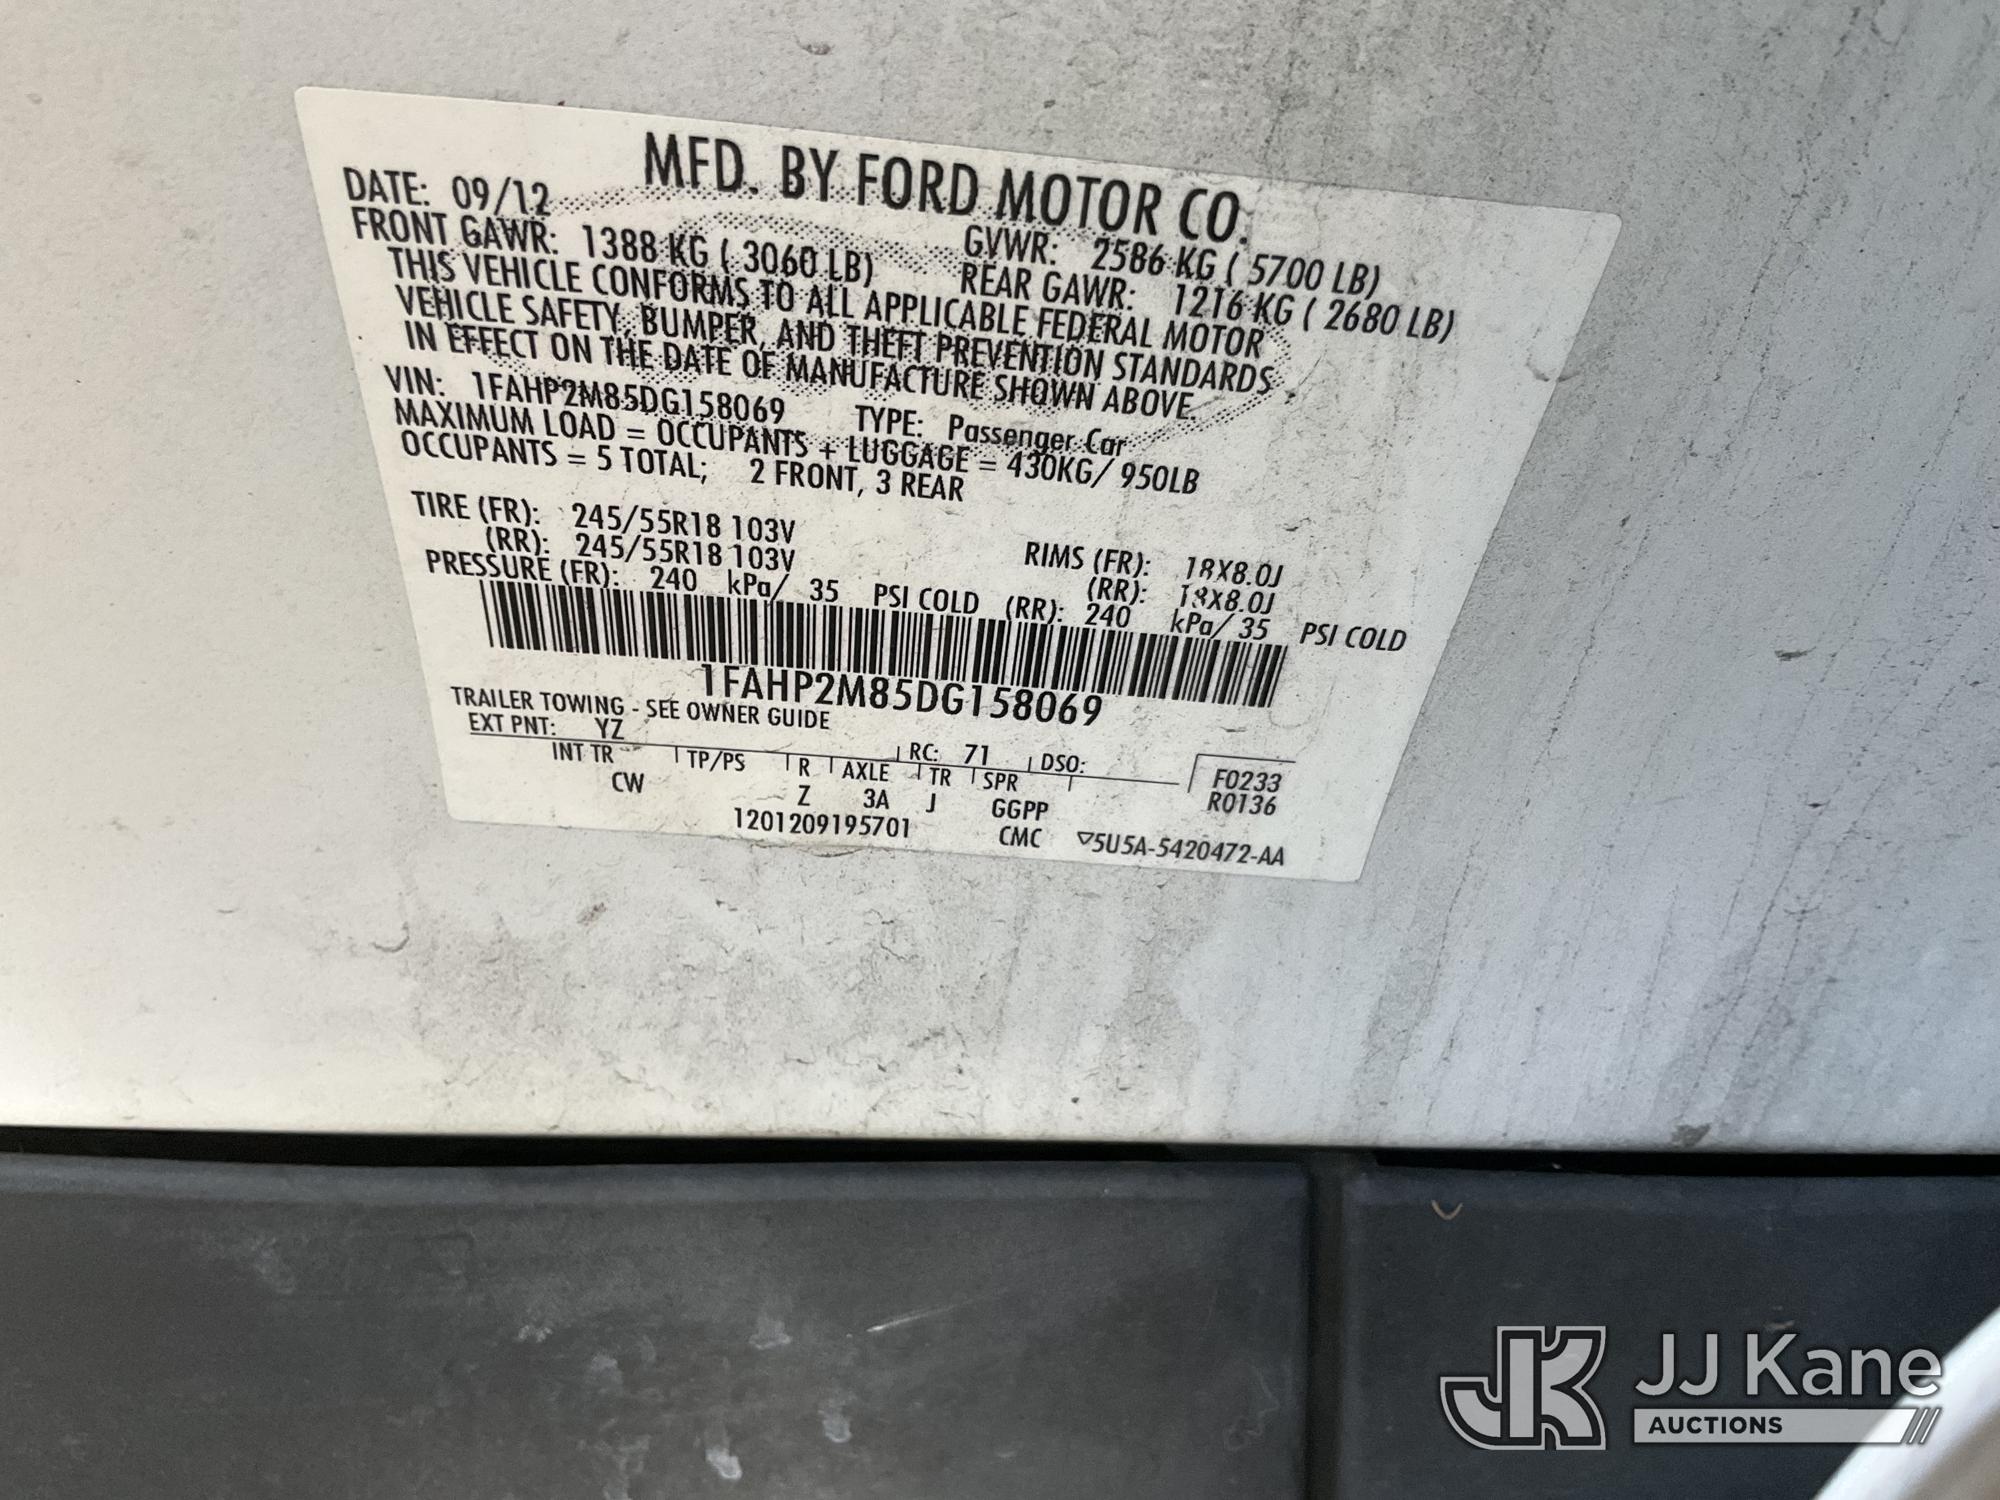 MFD. BY FORD MOTOR CO.
DATE: 09/12 GVWR: 2586 KG ( 5700 LB)
FRONT GAWR: 1388 KG ( 3060 LB) REAR GAWR: 1216 KG ( 2680 LB)
THIS VEHICLE CONFORMS TO ALL APPLICABLE FEDERAL MOTOR
VEHICLE SAFETY, BUMPER, AND THEFT PREVENTION STANDARDS
IN EFFECT ON THE DATE OF MANUFACTURE SHOWN ABOVE.
VIN: 1FAHP2M85DG158069 TYPE: Passenger Car
MAXIMUM LOAD = OCCUPANTS + LUGGAGE = 430KG/ 950LB
OCCUPANTS = 5 TOTAL; 2 FRONT, 3 REAR
TIRE (FR): 245/55R18 103V RIMS (FR): 18X8.0J
(RR): 245/55R18 103V (RR): 18X8.0J
PRESSURE (FR): 240 kPa/ 35 PSI COLD (RR): 240 kPa/ 35 PSI COLD
1FAHP2M85DG158069
TRAILER TOWING - SEE OWNER GUIDE
EXT PNT: YZ RC: 71 DSO:
INT TR TP/PS R AXLE TR SPR F0233
CW Z 3A J GGPP R0136
1201209195701 CMC ▽5U5A-5420472-AA
JK JJ Kane
AUCTIONS